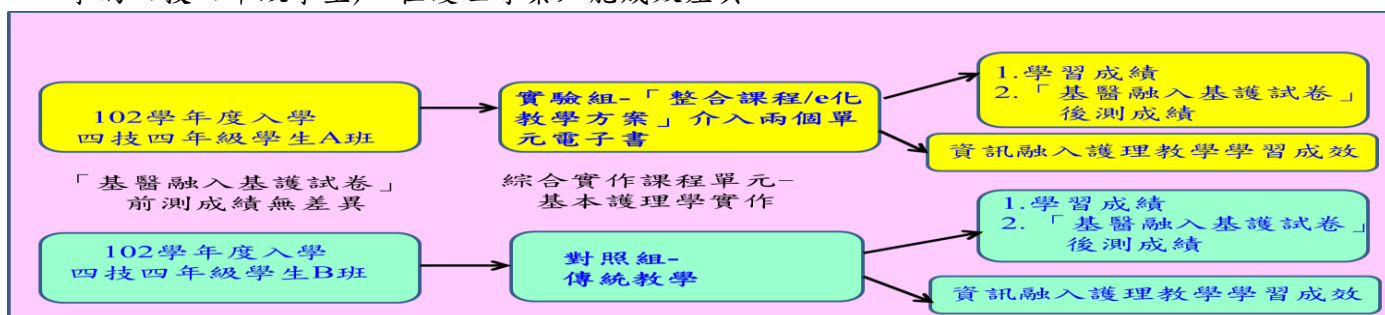 102學年度入學
四技四年級學生A班
實驗組-「整合課程/e化
教學方案」介入兩個單
元電子書
1.學習成績
2.「基醫融入基護試卷」
後測成績
資訊融入護理教學學習成效
「基醫融入基護試卷」
前測成績無差異
綜合實作課程單元-
基本護理學實作
102學年度入學
四技四年級學生B班
對照組-
傳統教學
1.學習成績
2.「基醫融入基護試卷」
後測成績
資訊融入護理教學學習成效